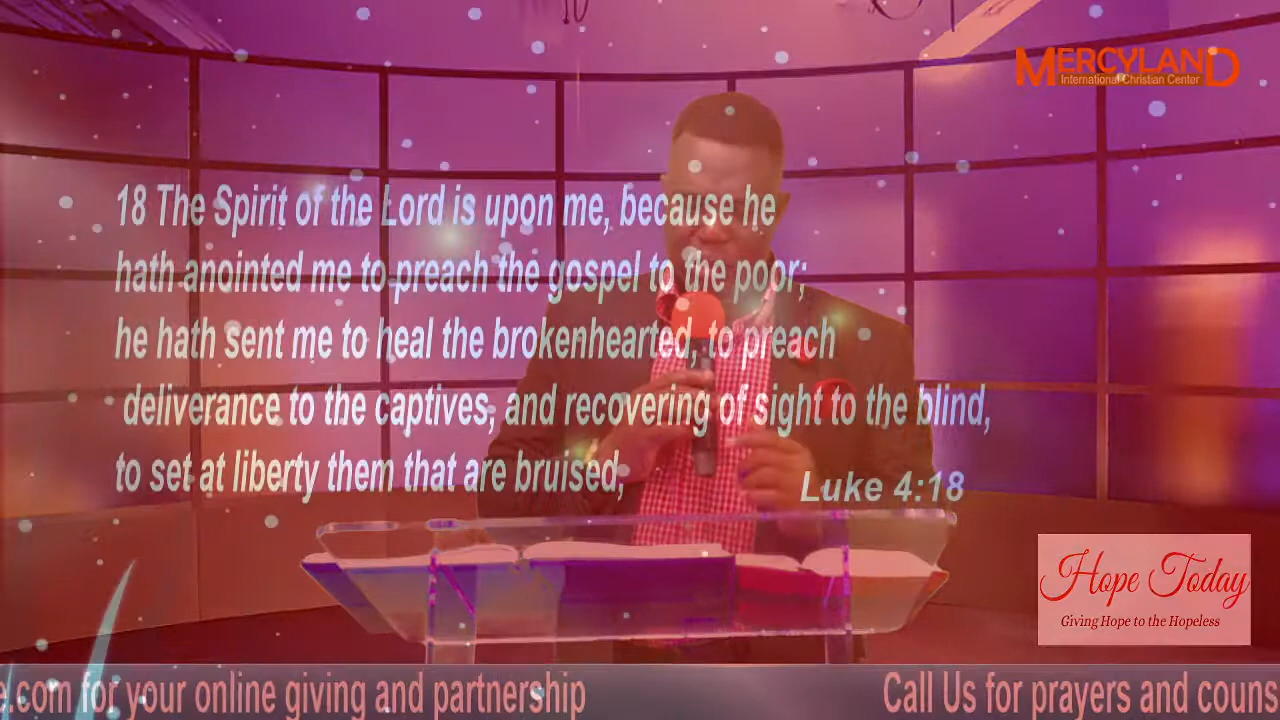 MERCYLAND
International Christian Center
18 The Spirit of the Lord is upon me, because he
hath anointed me to preach the gospel to the poor;
he hath sent me to heal the brokenhearted, to preach
deliverance to the captives, and recovering of sight to the blind,
to set at liberty them that are bruised,
Luke 4:18
Hope Today
Giving Hope to the Hopeless
e.com for your online giving and partnership
Call Us for prayers and couns